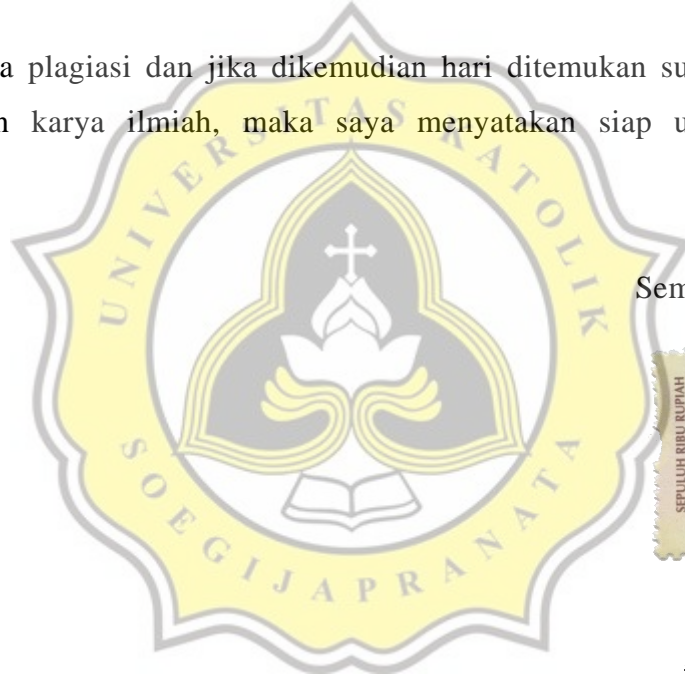 a plagiasi dan jika dikemudian hari ditemukan su
karya ilmiah, maka saya menyatakan siap u
UNIVERSITAS KATOLIK
Sem
SEPULUH RIBU RUPIAH
SOEGIJAPRANATA